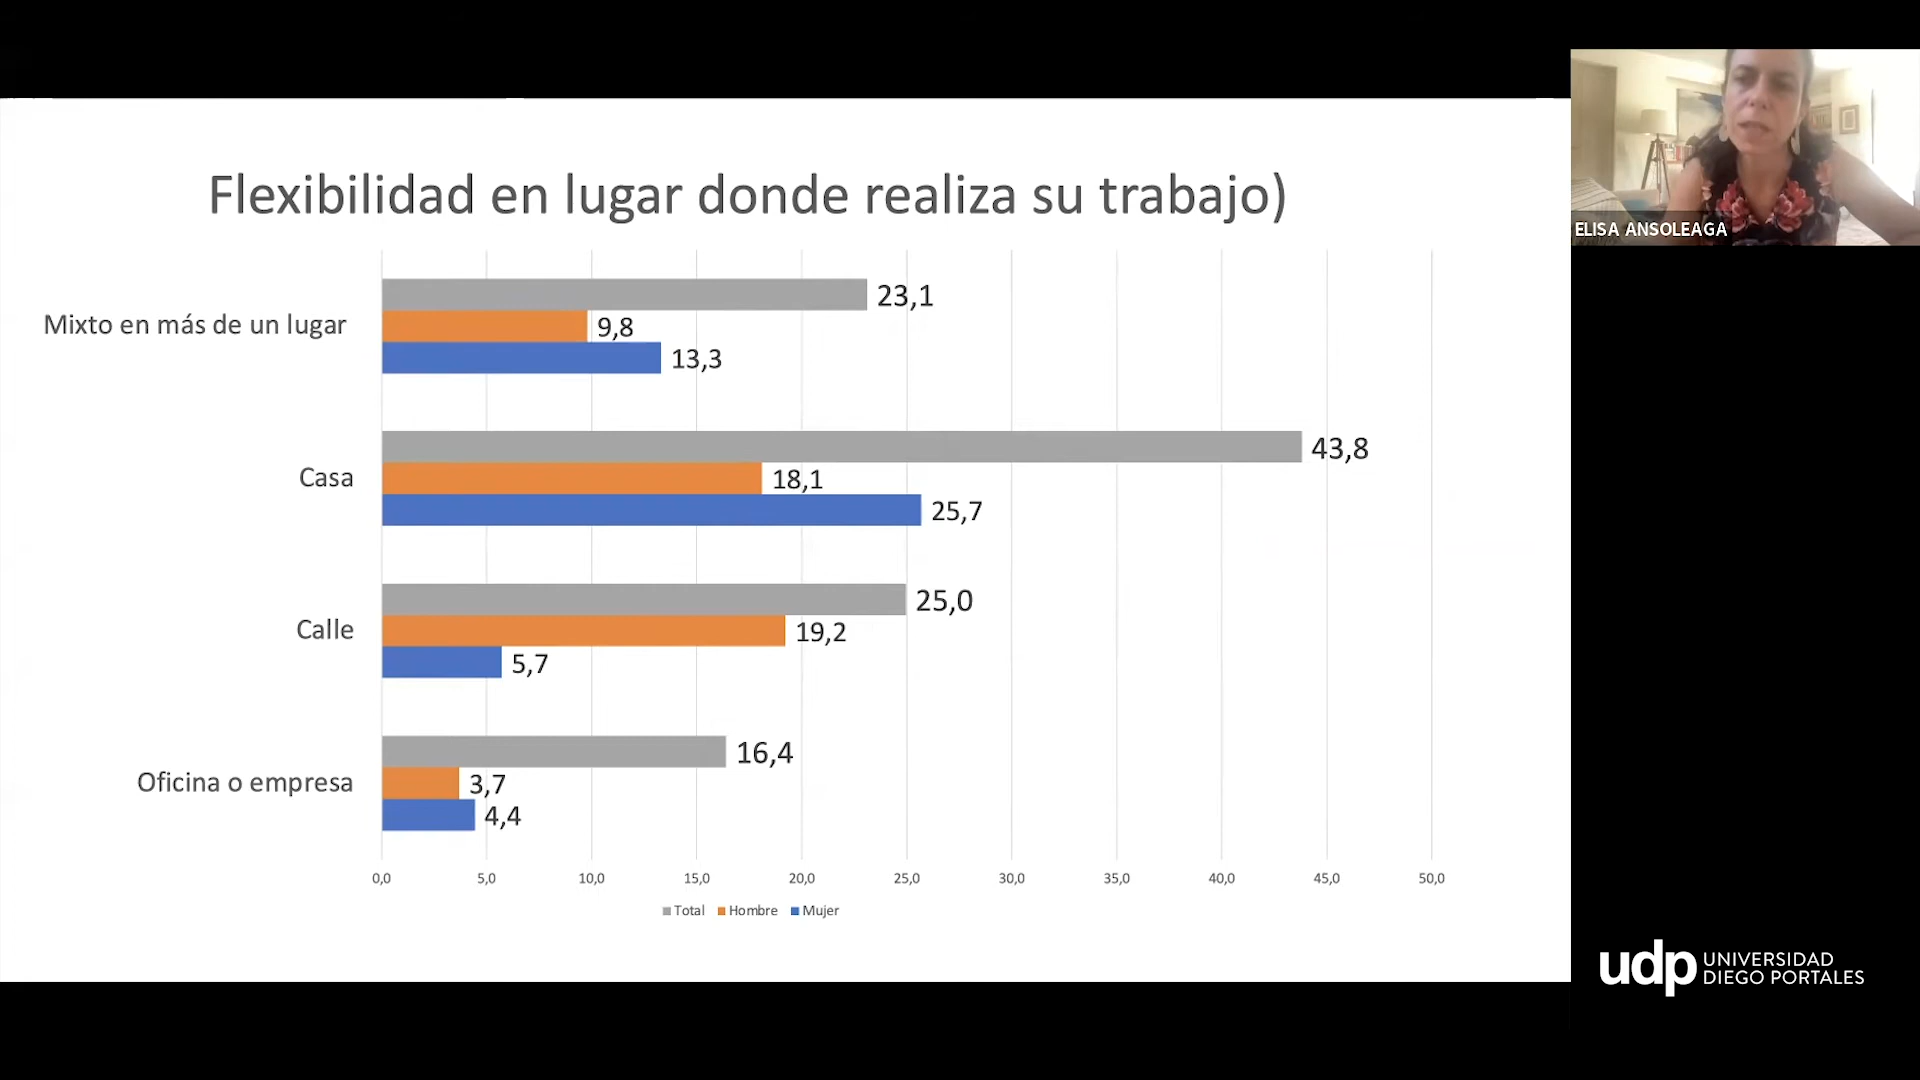 Flexibilidad en lugar donde realiza su trabajo)
Mixto en más de un lugar
23,1
9,8
13,3
Casa
43,8
18,1
25,7
Calle
25,0
19,2
5,7
Oficina o empresa
16,4
3,7
4,4
0,0 5,0 10,0 15,0 20,0 25,0 30,0 35,0 40,0 45,0 50,0
Total Hombre Mujer
ELISA ANSOLEAGA
udp UNIVERSIDAD
DIEGO PORTALES